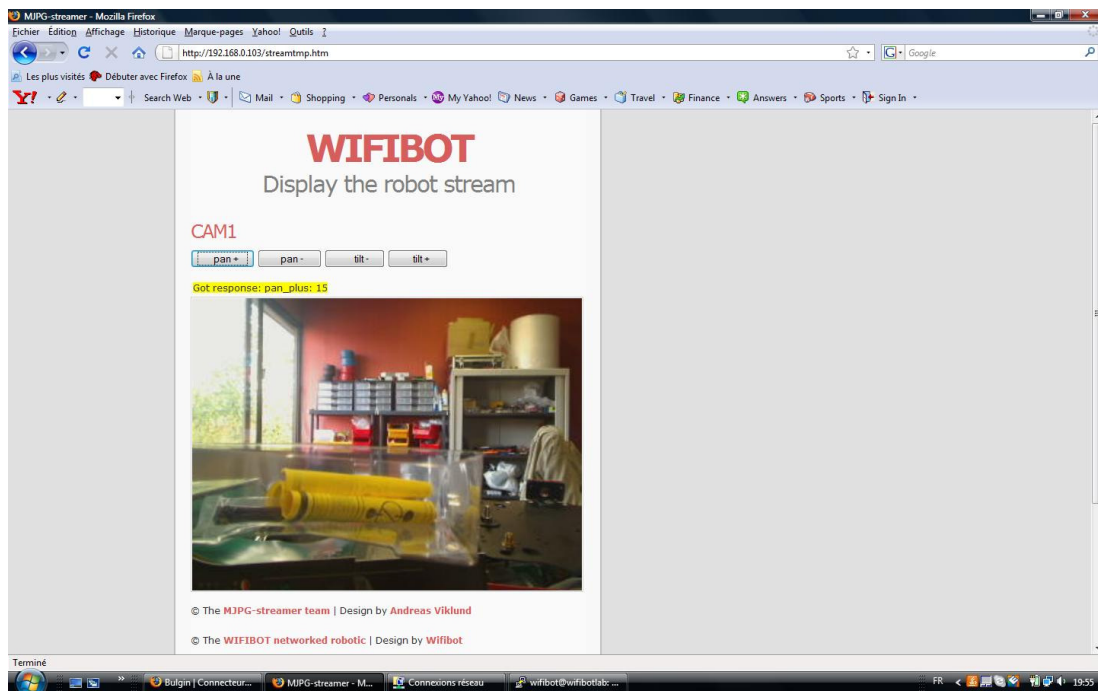 MJPG-streamer - Mozilla Firefox
Fichier Édition Affichage Historique Marque-pages Yahoo! Outils ?
http://192.168.0.103/streamtmp.htm
Google
Les plus visités Débuter avec Firefox À la une
Y! Search Web Mail Shopping Personals My Yahoo! News Games Travel Finance Answers Sports Sign In
WIFIBOT
Display the robot stream
CAM1
pan + pan - tilt - tilt +
Got response: pan_plus: 15
© The MJPG-streamer team | Design by Andreas Viklund
© The WIFIBOT networked robotic | Design by Wifibot
Terminé
Bulgin | Connecteur... MJPG-streamer - M... Connexions réseau wifibot@wifibotlab: ... FR 19:55